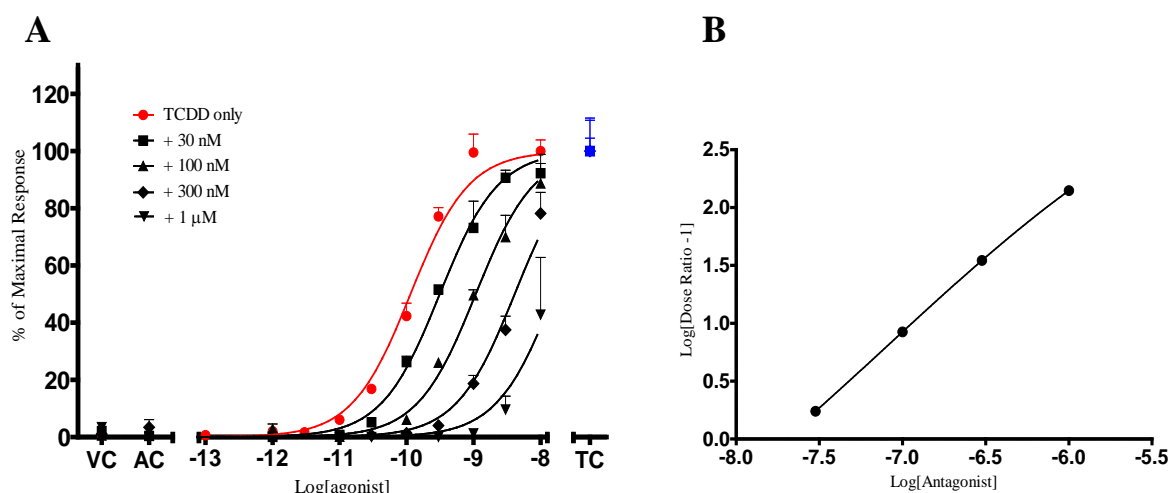 A
% of Maximal Response
120
100
80
60
40
20
0
TCDD only
+ 30 nM
+ 100 nM
+ 300 nM
+ 1 μM
VC AC -13 -12 -11 -10 -9 -8 TC
Log[agonist]
B
Log[Dose Ratio -1]
2.5
2.0
1.5
1.0
0.5
0.0
-8.0 -7.5 -7.0 -6.5 -6.0 -5.5
Log[Antagonist]